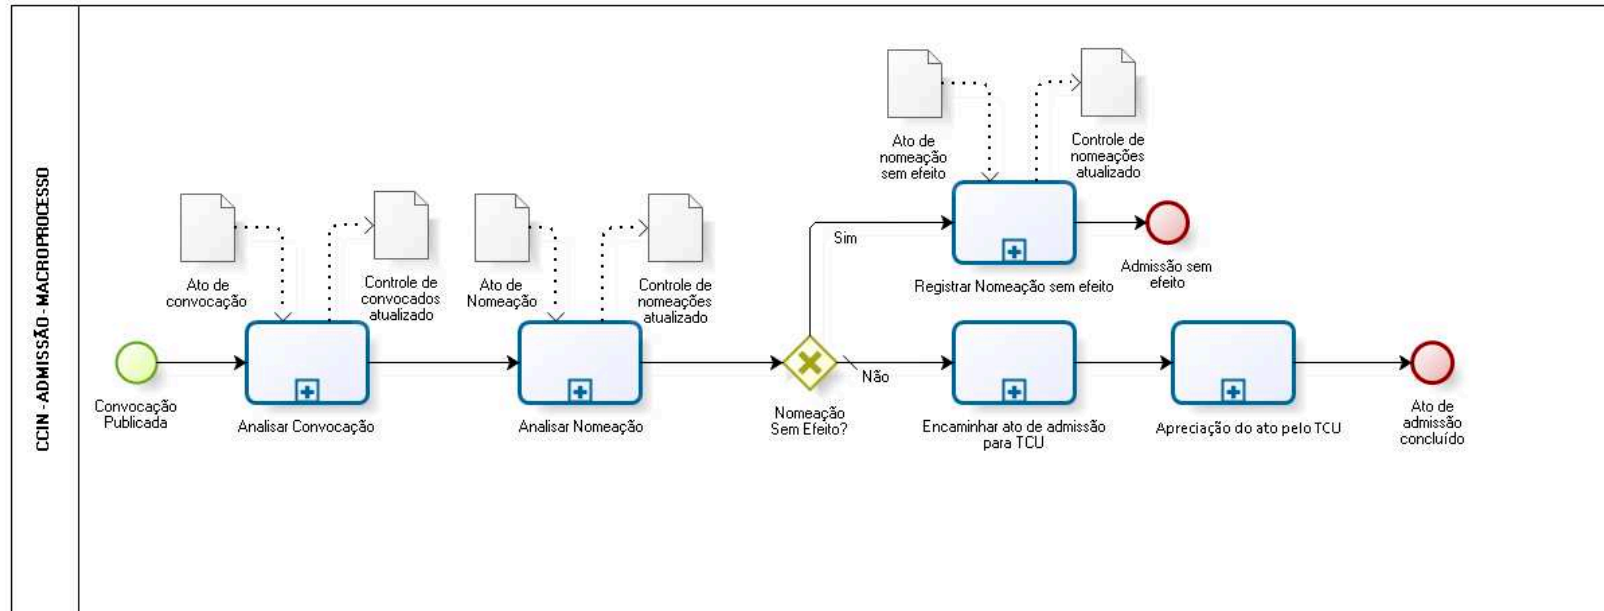 CCIN - ADMISSÃO - MACROPROCESSO
Ato de
nomeação
sem efeito
Controle de
nomeações
atualizado
Sim
Registrar Nomeação sem efeito
Admissão sem
efeito
Ato de
convocação
Controle de
convocados
atualizado
Ato de
Nomeação
Controle de
nomeações
atualizado
Convocação
Publicada
Analisar Convocação
Analisar Nomeação
Nomeação
Sem Efeito?
Não
Encaminhar ato de admissão
para TCU
Apreciação do ato pelo TCU
Ato de
admissão
concluído